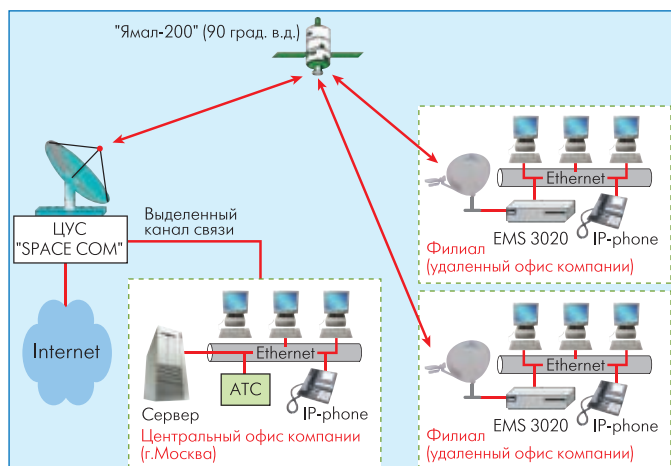 "Ямал-200" (90 град. в.д.)
ЦУС
"SPACE COM"
Выделенный
канал связи
Internet
Ethernet
АТС
Сервер
IP-phone
Центральный офис компании
(г.Москва)
Ethernet
EMS 3020
IP-phone
Филиал
(удаленный офис компании)
Ethernet
EMS 3020
IP-phone
Филиал
(удаленный офис компании)